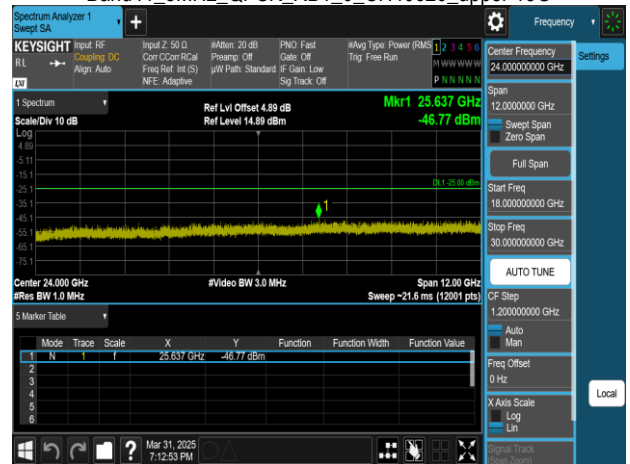 Spectrum Analyzer 1
Swept SA
Frequency
KEYSIGHT
RL
Input: RF
Coupling: DC
Align: Auto
Input Z: 50 Ω
Corr CCorr RCal
Freq Ref: Int (S)
NFE: Adaptive
#Atten: 20 dB
Preamp: Off
µW Path: Standard
PNO: Fast
Gate: Off
IF Gain: Low
Sig Track: Off
#Avg Type: Power (RMS
Trig: Free Run
1 2 3 4 5 6
M W W W W W
P N N N N N
Center Frequency
24.000000000 GHz
Settings
Span
12.0000000 GHz
Swept Span
Zero Span
Full Span
Start Freq
18.000000000 GHz
Stop Freq
30.000000000 GHz
AUTO TUNE
CF Step
1.200000000 GHz
Auto
Man
Freq Offset
0 Hz
X Axis Scale
Log
Lin
Local
Signal Track
(Span Zoom)
1 Spectrum
Scale/Div 10 dB
Ref Lvl Offset 4.89 dB
Ref Level 14.89 dBm
Mkr1 25.637 GHz
-46.77 dBm
Log
4.89
-5.11
-15.1
-25.1
-35.1
-45.1
-55.1
-65.1
-75.1
DL1 -25.00 dBm
1
Center 24.000 GHz
#Res BW 1.0 MHz
#Video BW 3.0 MHz
Span 12.00 GHz
Sweep ~21.6 ms (12001 pts)
5 Marker Table
Mode Trace Scale X Y Function Function Width Function Value
1 N 1 f 25.637 GHz -46.77 dBm
2
3
4
5
6
?
Mar 31, 2025
7:12:53 PM